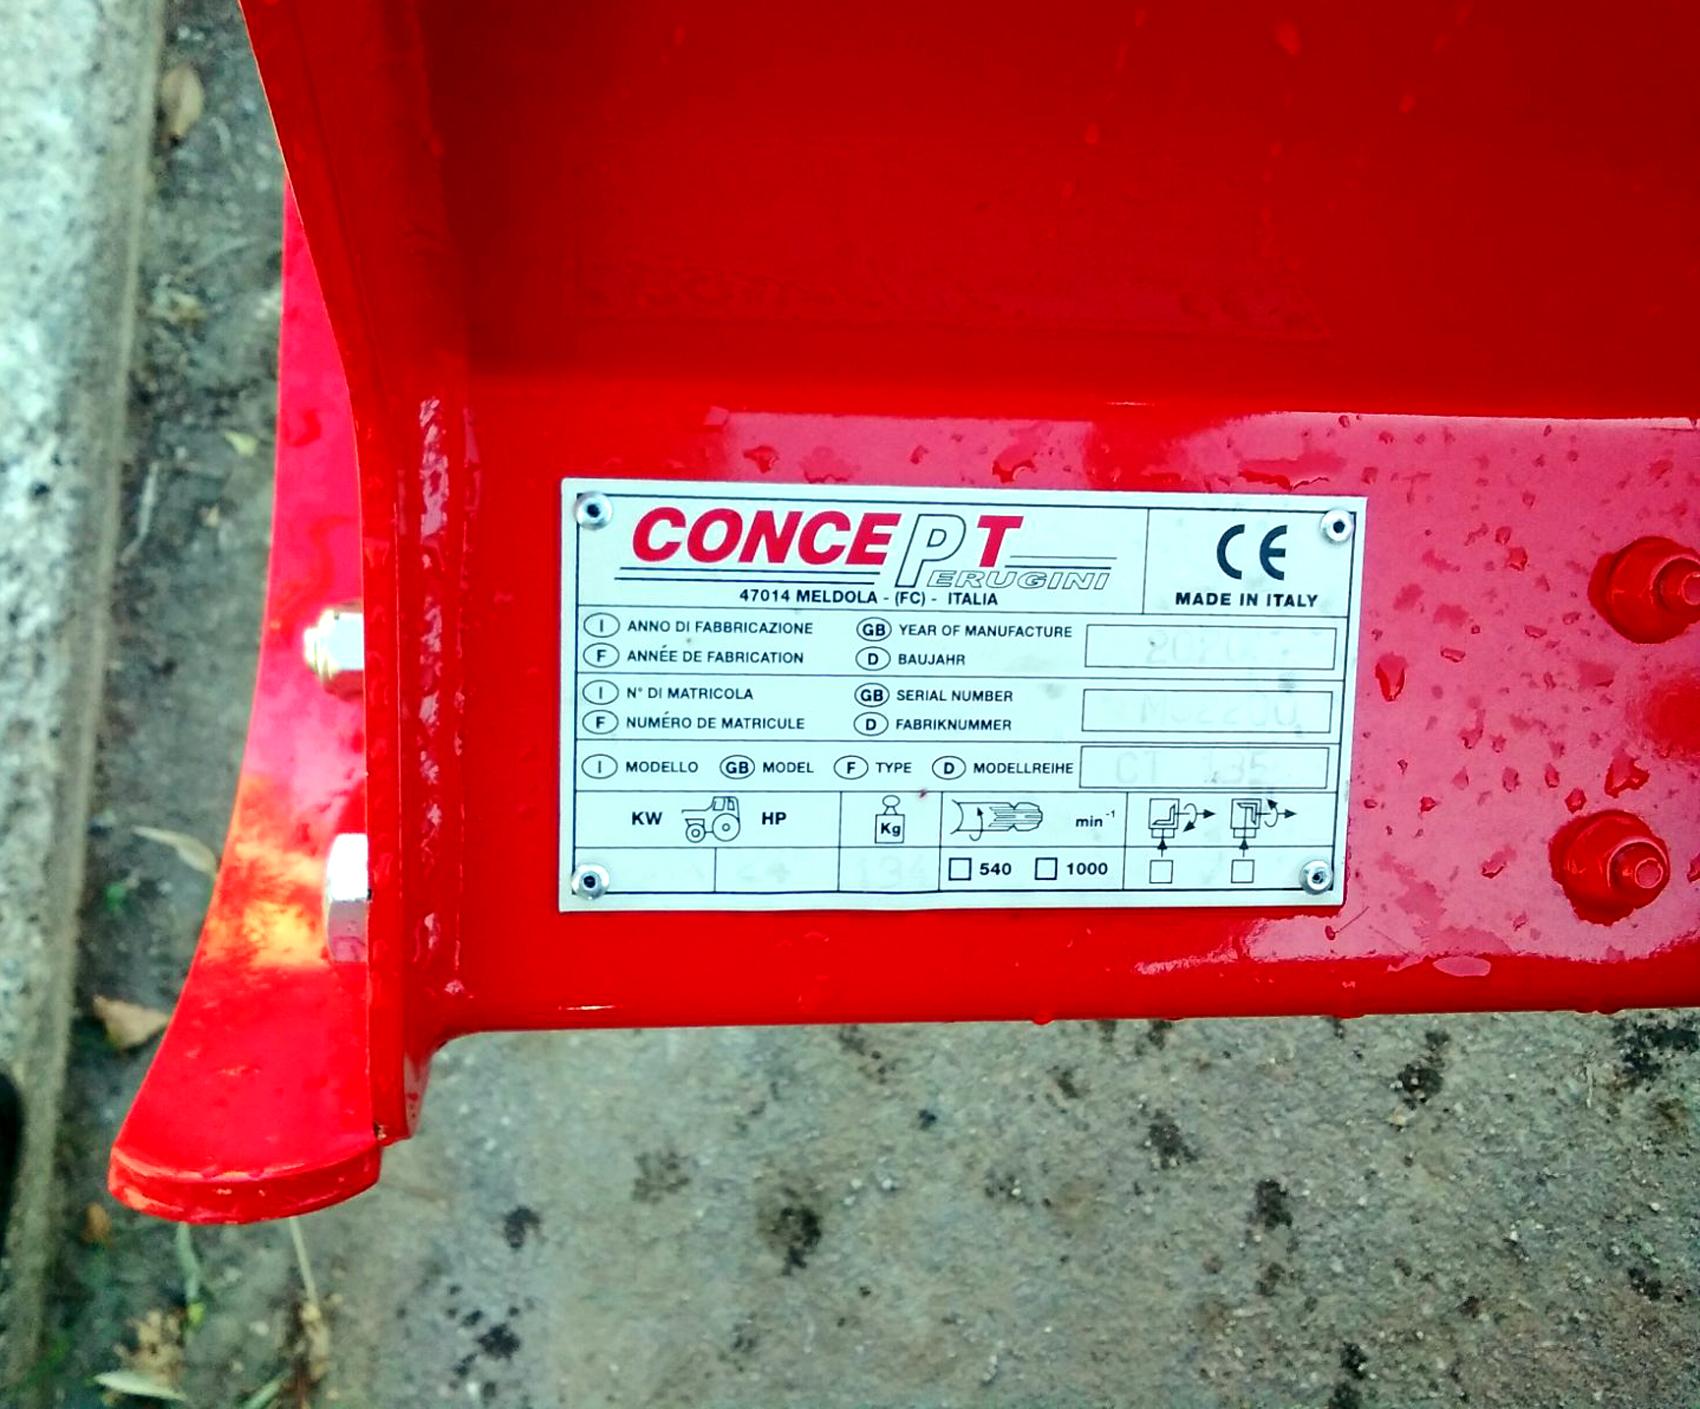 CONCEPT
PERUGINI
47014 MELDOLA - (FC) - ITALIA
CE
MADE IN ITALY
I ANNO DI FABBRICAZIONE GB YEAR OF MANUFACTURE
F ANNÉE DE FABRICATION D BAUJAHR
I N° DI MATRICOLA GB SERIAL NUMBER
F NUMÉRO DE MATRICULE D FABRIKNUMMER
I MODELLO GB MODEL F TYPE D MODELLREIHE
KW HP Kg min⁻¹
540 1000